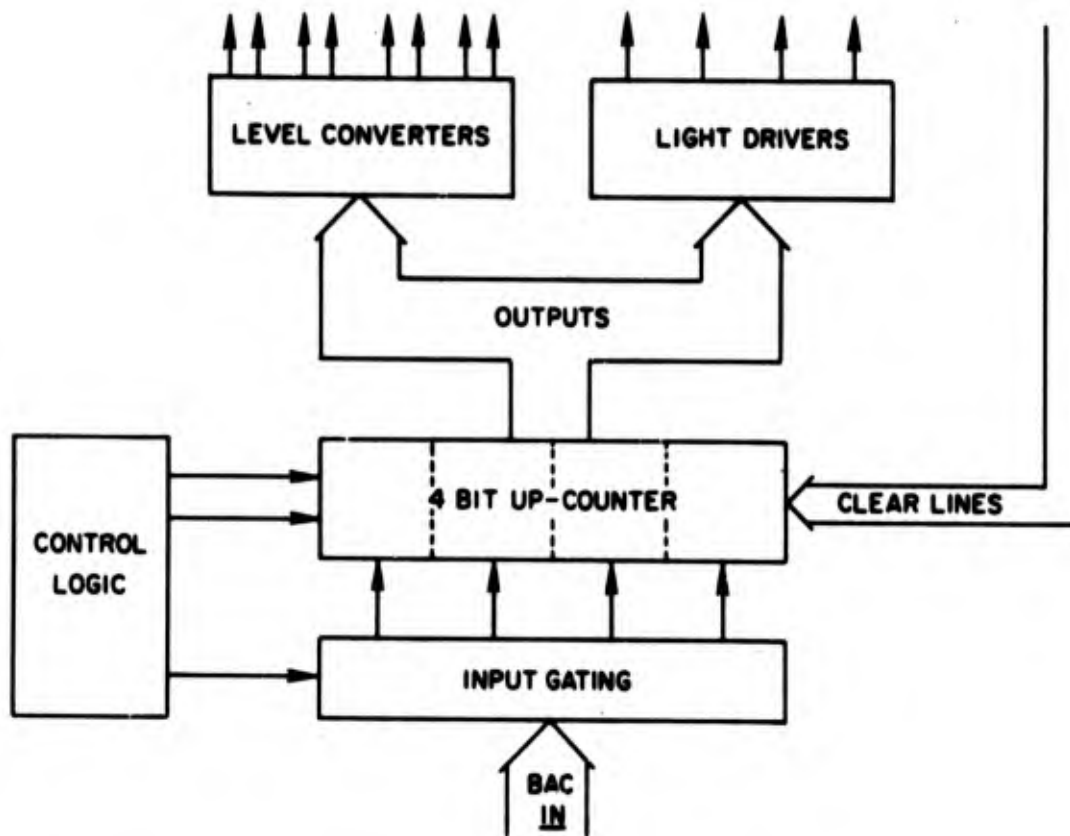 LEVEL CONVERTERS
LIGHT DRIVERS
OUTPUTS
4 BIT UP-COUNTER
CLEAR LINES
CONTROL
LOGIC
INPUT GATING
BAC
IN